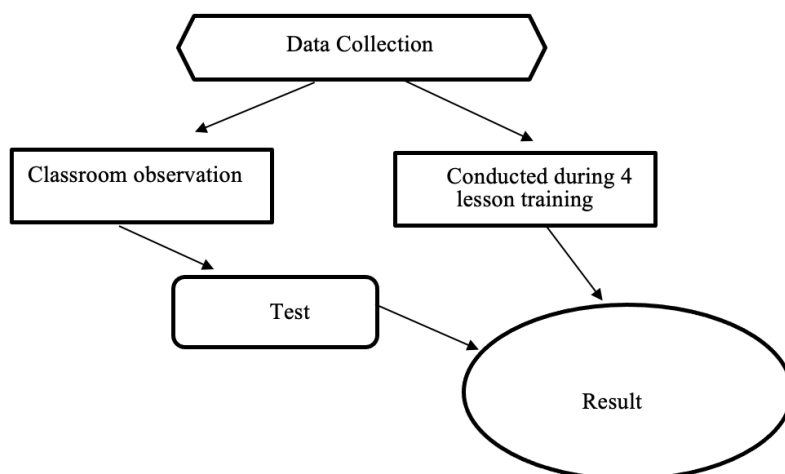 Data Collection
Classroom observation
Conducted during 4
lesson training
Test
Result